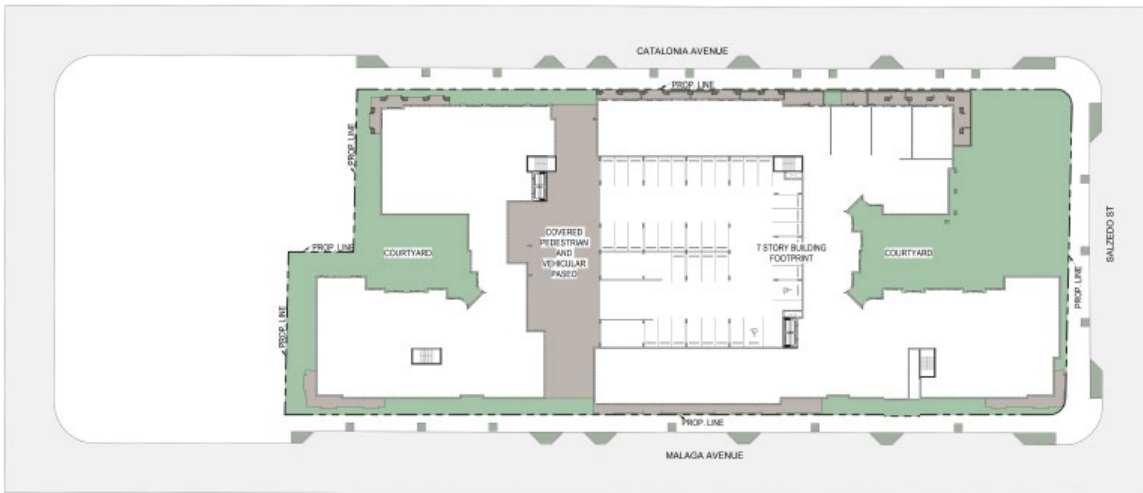 CATALONIA AVENUE
PROP. LINE
PROP. LINE
PROP. LINE
COURTYARD
COVERED
PEDESTRIAN
AND
VEHICULAR
PASEO
7 STORY BUILDING
FOOTPRINT
COURTYARD
SALZEDO ST
PROP. LINE
PROP. LINE
PROP. LINE
MALAGA AVENUE